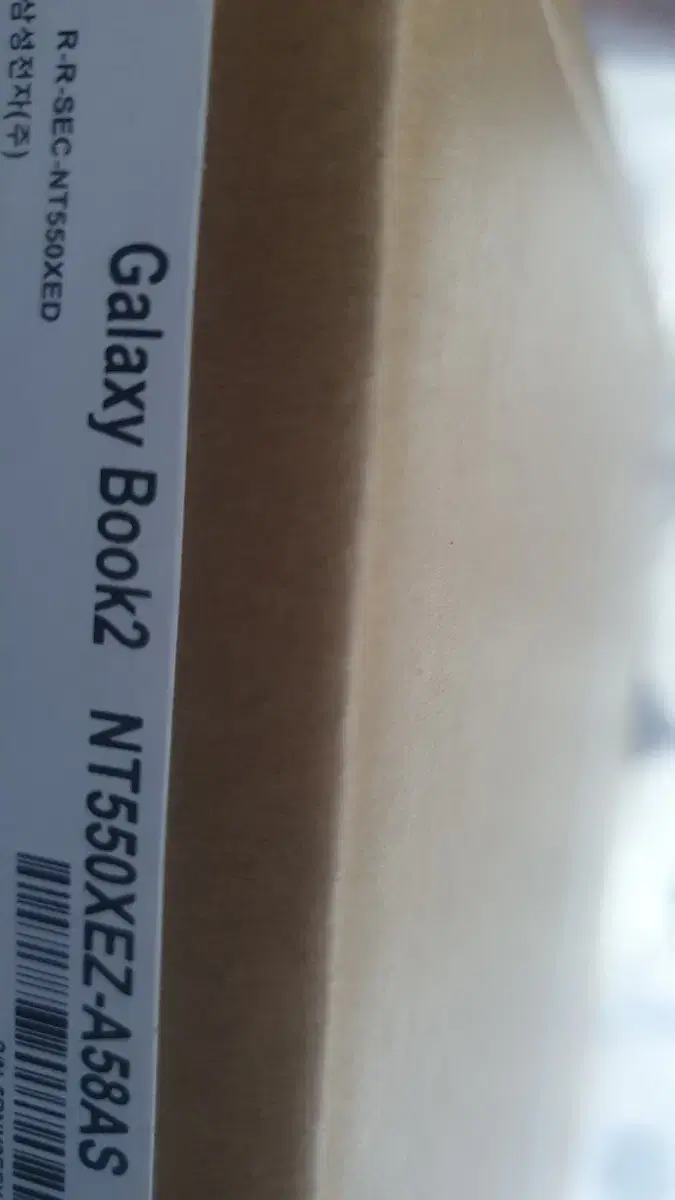 Galaxy Book2 NT550XEZ-A58AS
R-R-SEC-NT550XED
삼성전자(주)